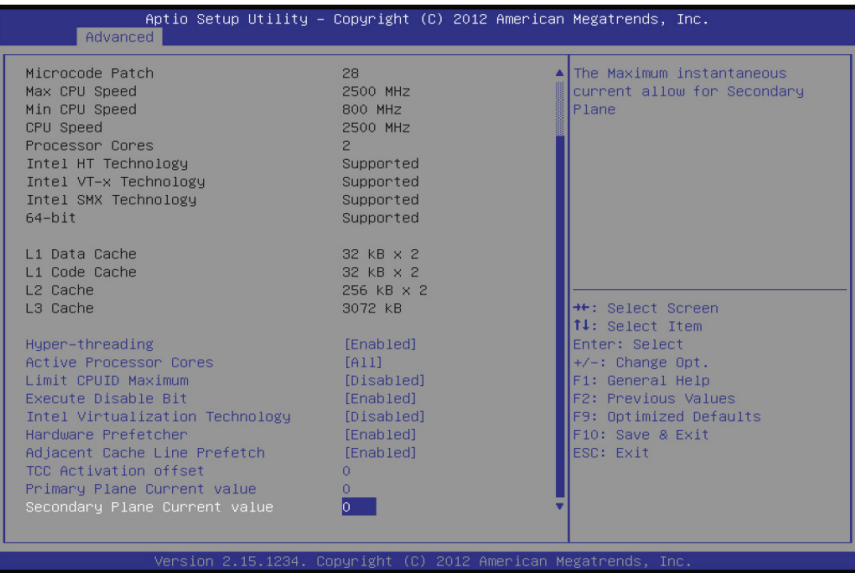 Aptio Setup Utility – Copyright (C) 2012 American Megatrends, Inc.
Advanced
Microcode Patch 28
Max CPU Speed 2500 MHz
Min CPU Speed 800 MHz
CPU Speed 2500 MHz
Processor Cores 2
Intel HT Technology Supported
Intel VT-x Technology Supported
Intel SMX Technology Supported
64-bit Supported
L1 Data Cache 32 kB x 2
L1 Code Cache 32 kB x 2
L2 Cache 256 kB x 2
L3 Cache 3072 kB
Hyper-threading [Enabled]
Active Processor Cores [All]
Limit CPUID Maximum [Disabled]
Execute Disable Bit [Enabled]
Intel Virtualization Technology [Disabled]
Hardware Prefetcher [Enabled]
Adjacent Cache Line Prefetch [Enabled]
TCC Activation offset 0
Primary Plane Current value 0
Secondary Plane Current value 0
The Maximum instantaneous
current allow for Secondary
Plane
→←: Select Screen
↑↓: Select Item
Enter: Select
+/-: Change Opt.
F1: General Help
F2: Previous Values
F9: Optimized Defaults
F10: Save & Exit
ESC: Exit
Version 2.15.1234. Copyright (C) 2012 American Megatrends, Inc.